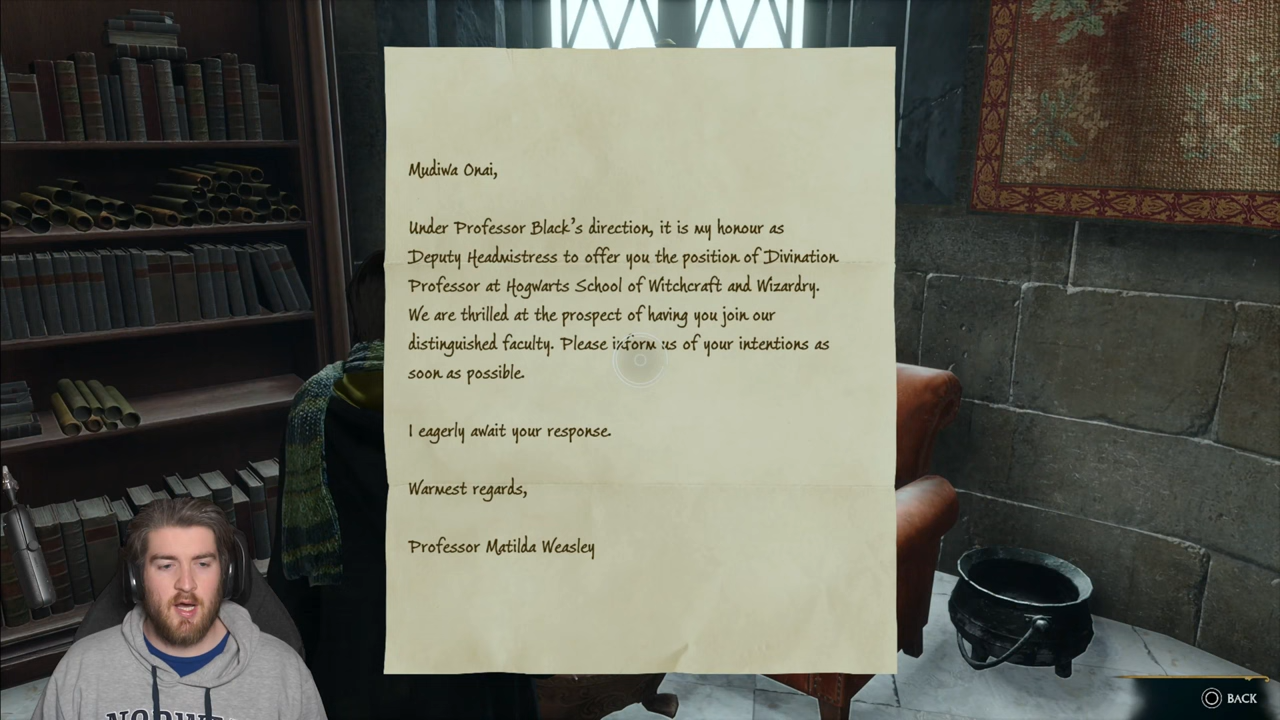 Mudiwa Onai,
Under Professor Black's direction, it is my honour as
Deputy Headmistress to offer you the position of Divination
Professor at Hogwarts School of Witchcraft and Wizardry.
We are thrilled at the prospect of having you join our
distinguished faculty. Please inform us of your intentions as
soon as possible.
I eagerly await your response.
Warmest regards,
Professor Matilda Weasley
BACK